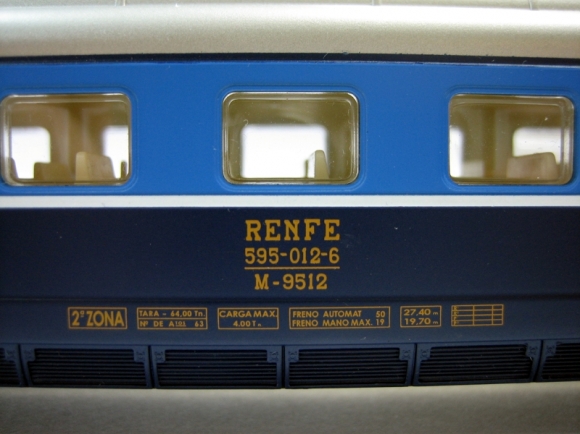 RENFE
595-012-6
M-9512
2ª ZONA
TARA - 64,00 Tn.
Nº DE 63
CARGA MAX.
4.00 T.
FRENO AUTOMAT 50
FRENO MANO MAX. 19
27.40 m
19.70 m